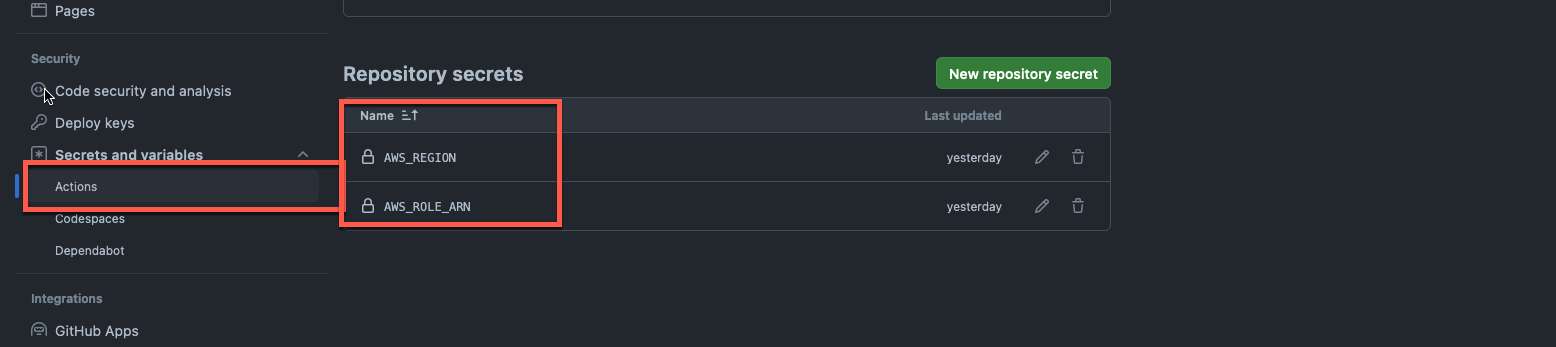 Pages
Security
Code security and analysis
Deploy keys
Secrets and variables
Actions
Codespaces
Dependabot
Integrations
GitHub Apps
Repository secrets
New repository secret
Name Last updated
AWS_REGION yesterday
AWS_ROLE_ARN yesterday